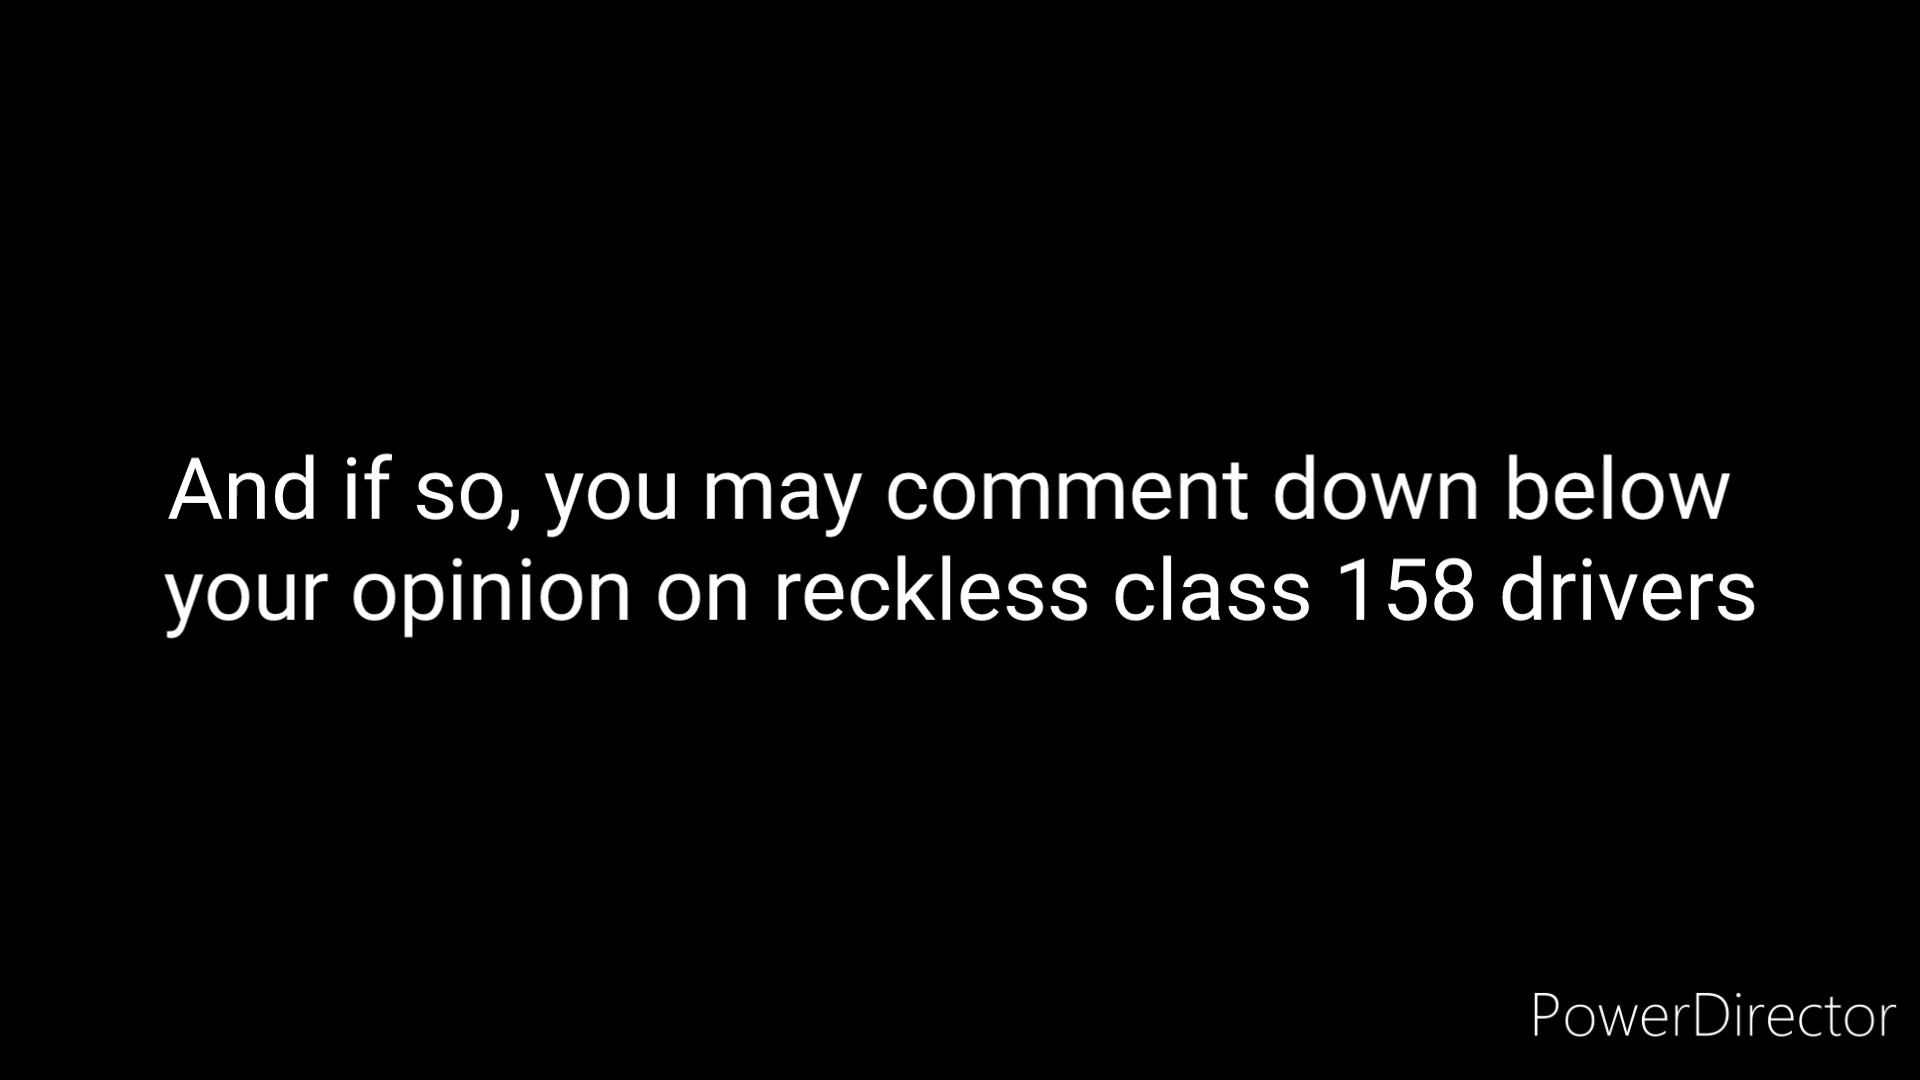 And if so, you may comment down below
your opinion on reckless class 158 drivers
PowerDirector